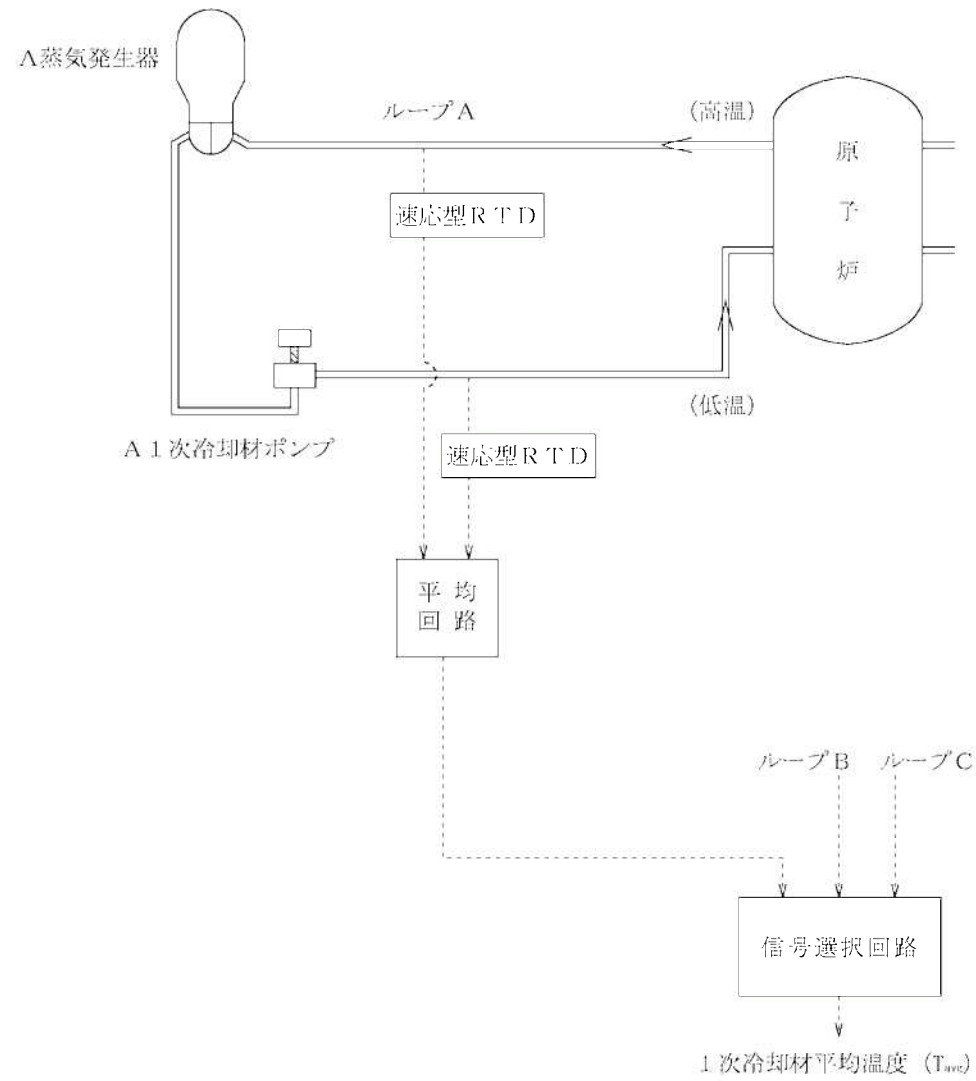 A蒸気発生器
ループA
(高温)
原
子
炉
速応型RTD
(低温)
A1次冷却材ポンプ
速応型RTD
平均
回路
ループB
ループC
信号選択回路
1次冷却材平均温度 (Tavg)